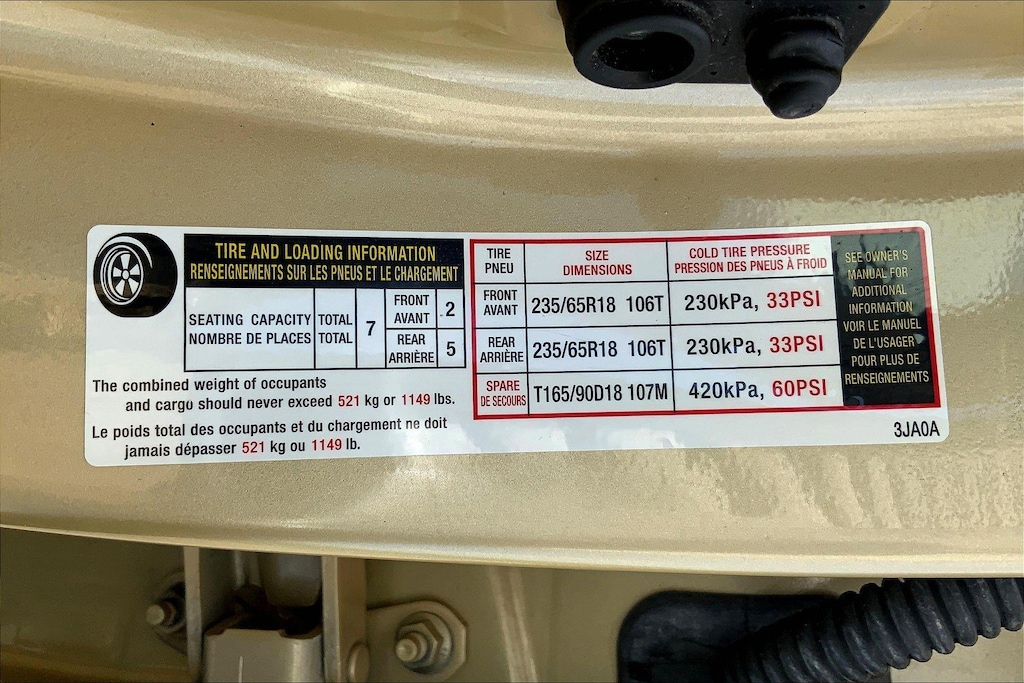 TIRE AND LOADING INFORMATION
RENSEIGNEMENTS SUR LES PNEUS ET LE CHARGEMENT
SEATING CAPACITY
NOMBRE DE PLACES
TOTAL
TOTAL
7
FRONT
AVANT
2
REAR
ARRIÈRE
5
The combined weight of occupants
and cargo should never exceed 521 kg or 1149 lbs.
Le poids total des occupants et du chargement ne doit
jamais dépasser 521 kg ou 1149 lb.
TIRE
PNEU
SIZE
DIMENSIONS
COLD TIRE PRESSURE
PRESSION DES PNEUS À FROID
FRONT
AVANT
235/65R18 106T
230kPa, 33PSI
REAR
ARRIÈRE
235/65R18 106T
230kPa, 33PSI
SPARE
DE SECOURS
T165/90D18 107M
420kPa, 60PSI
SEE OWNER'S
MANUAL FOR
ADDITIONAL
INFORMATION
VOIR LE MANUEL
DE L'USAGER
POUR PLUS DE
RENSEIGNEMENTS
3JA0A